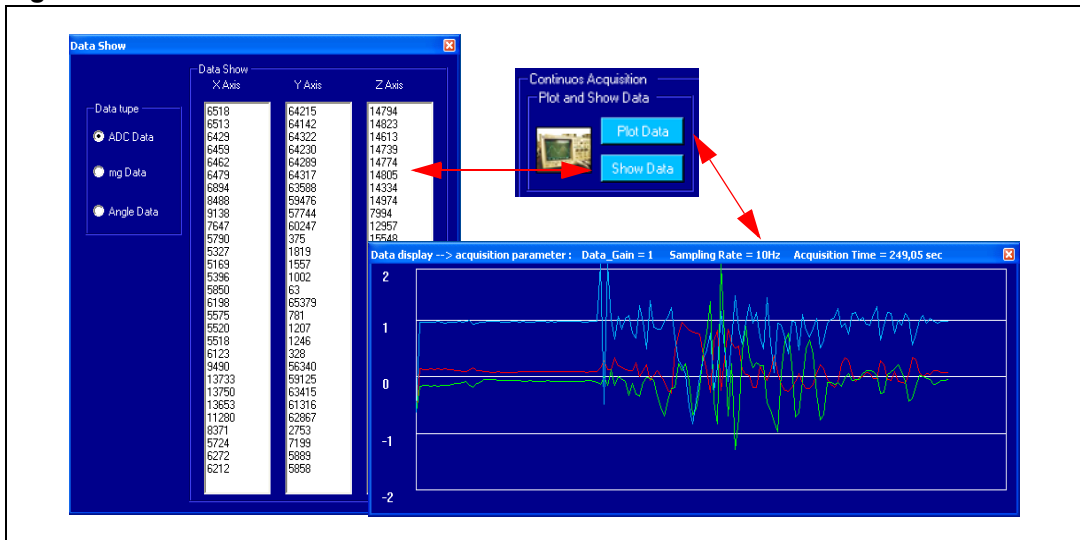 Data Show
Data Show
X Axis Y Axis Z Axis
Data tupe
ADC Data
mg Data
Angle Data
6518 64215 14794
6513 64142 14823
6429 64322 14613
6459 64230 14739
6462 64289 14774
6479 64317 14805
6894 63588 14334
8488 59476 14974
9138 57744 7994
7647 60247 12957
5790 375 15548
5327 1819
5169 1557
5396 1002
5850 63
6198 65379
5575 781
5520 1207
5518 1246
6123 328
9490 56340
13733 59125
13750 63415
13653 61316
11280 62867
8371 2753
5724 7199
6272 5889
6212 5858
Continuos Acquisition
Plot and Show Data
Plot Data
Show Data
Data display --> acquisition parameter : Data_Gain = 1 Sampling Rate = 10Hz Acquisition Time = 249,05 sec
2
1
0
-1
-2